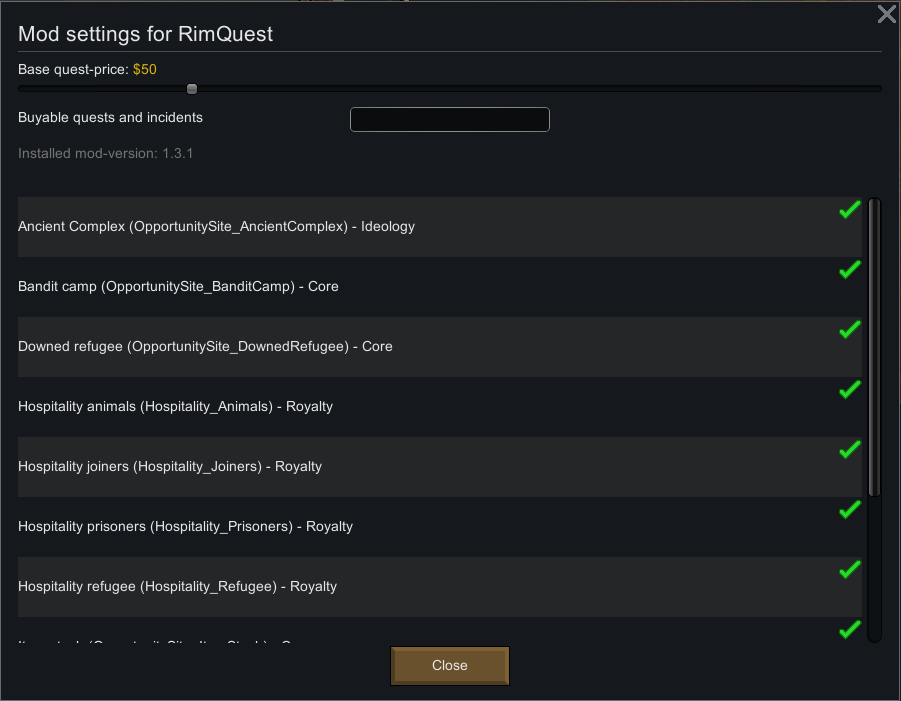 Mod settings for RimQuest
Base quest-price: $50
Buyable quests and incidents
Installed mod-version: 1.3.1
Ancient Complex (OpportunitySite_AncientComplex) - Ideology
Bandit camp (OpportunitySite_BanditCamp) - Core
Downed refugee (OpportunitySite_DownedRefugee) - Core
Hospitality animals (Hospitality_Animals) - Royalty
Hospitality joiners (Hospitality_Joiners) - Royalty
Hospitality prisoners (Hospitality_Prisoners) - Royalty
Hospitality refugee (Hospitality_Refugee) - Royalty
Close